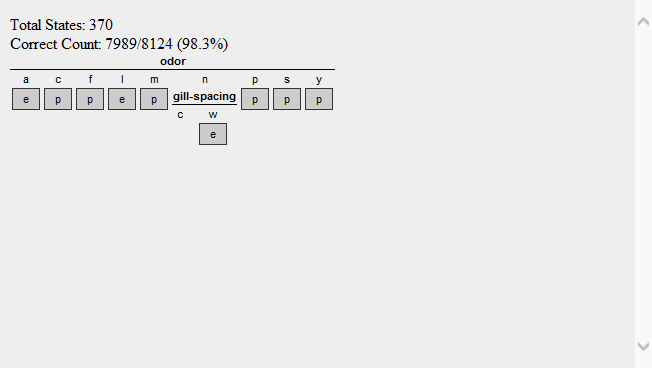 Total States: 370
Correct Count: 7989/8124 (98.3%)
odor
a c f l m n p s y
e p p e p gill-spacing p p p
c w
e